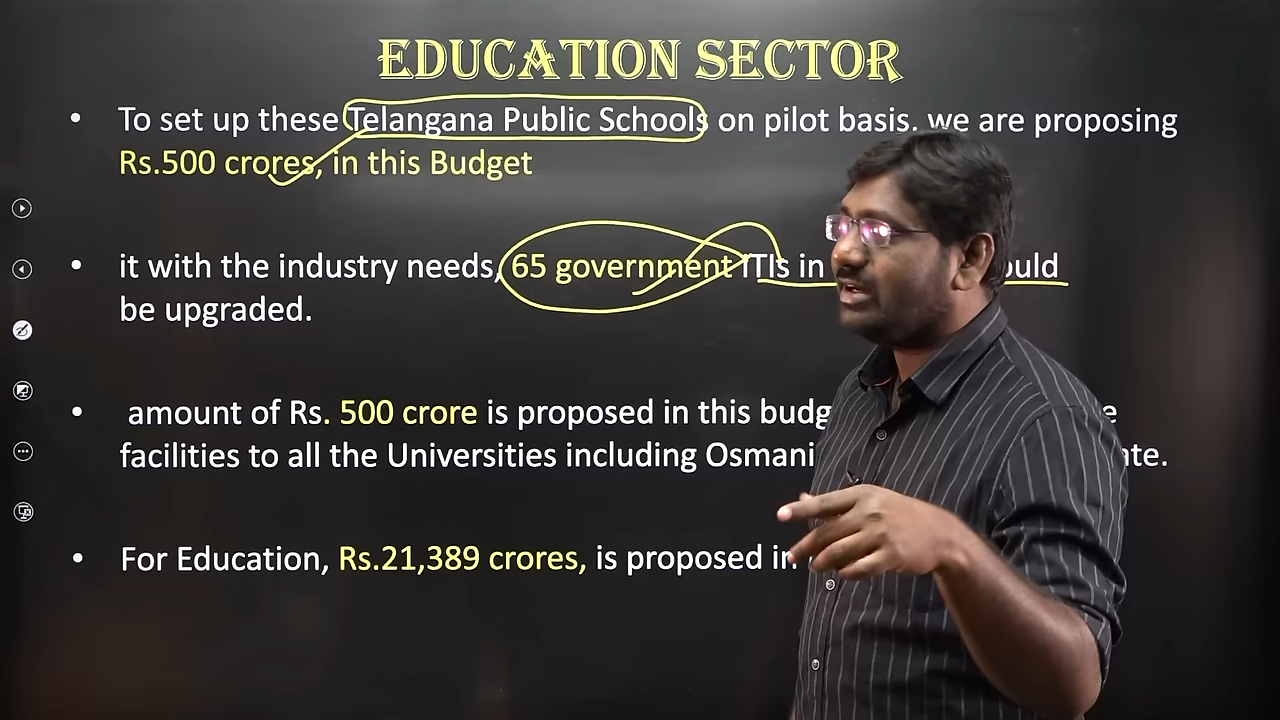 EDUCATION SECTOR
• To set up these Telangana Public Schools on pilot basis, we are proposing
Rs.500 crores, in this Budget
• it with the industry needs, 65 government ITIs in
be upgraded.
• amount of Rs. 500 crore is proposed in this
facilities to all the Universities including
• For Education, Rs.21,389 crores, is proposed in